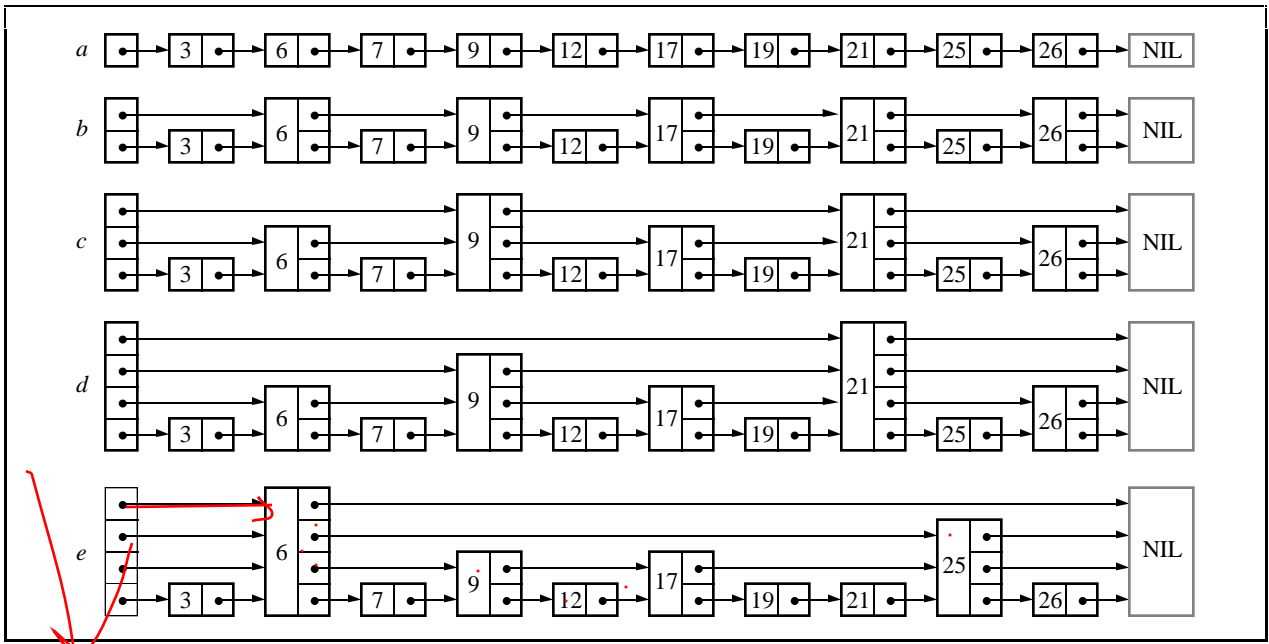 a 3 6 7 9 12 17 19 21 25 26 NIL
b 3 6 7 9 12 17 19 21 25 26 NIL
c 3 6 7 9 12 17 19 21 25 26 NIL
d 3 6 7 9 12 17 19 21 25 26 NIL
e 3 6 7 9 12 17 19 21 25 26 NIL